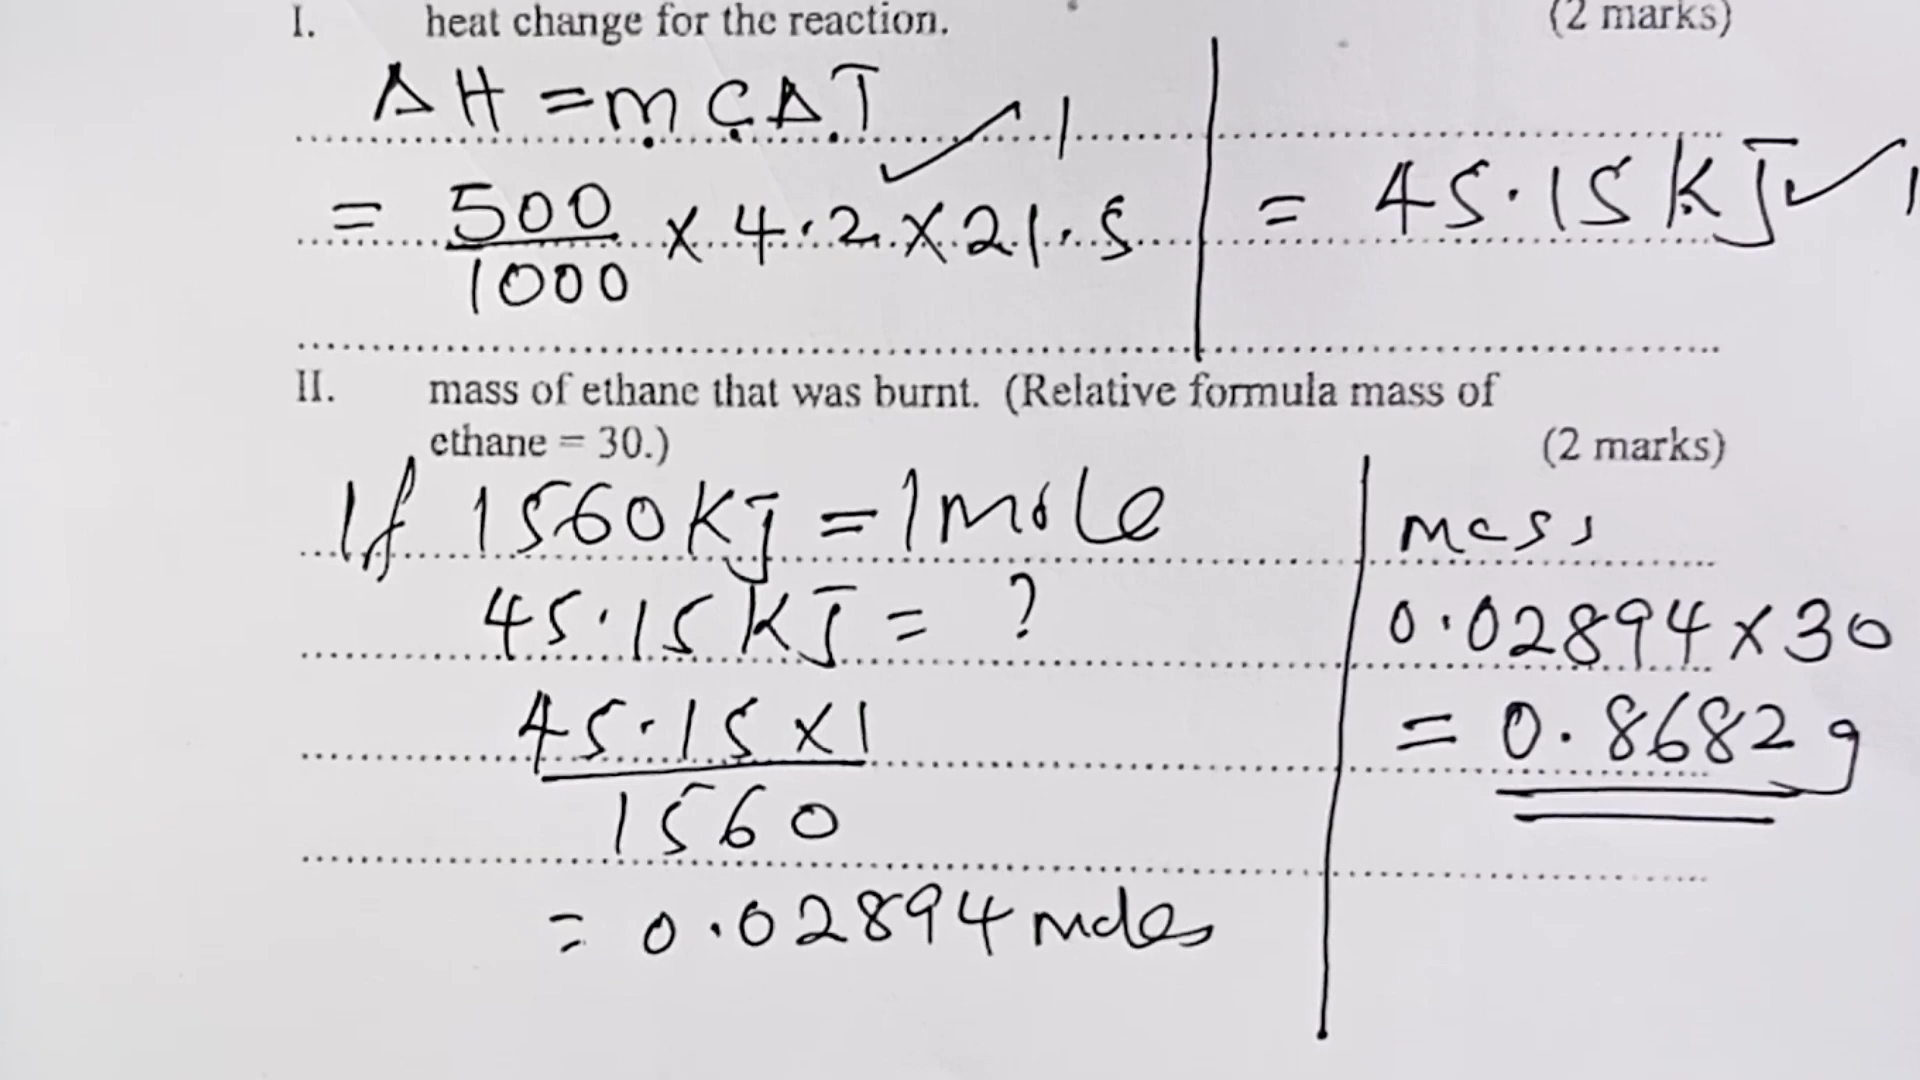 I. heat change for the reaction. (2 marks)
ΔH = mCΔT ✓ 1
= 500/1000 × 4.2 × 21.5
= 45.15 KJ ✓ 1
II. mass of ethane that was burnt. (Relative formula mass of
ethane = 30.) (2 marks)
If 1560 KJ = 1 mole
45.15 KJ = ?
45.15 × 1
1560
= 0.02894 moles
mass
0.02894 × 30
= 0.8682 g